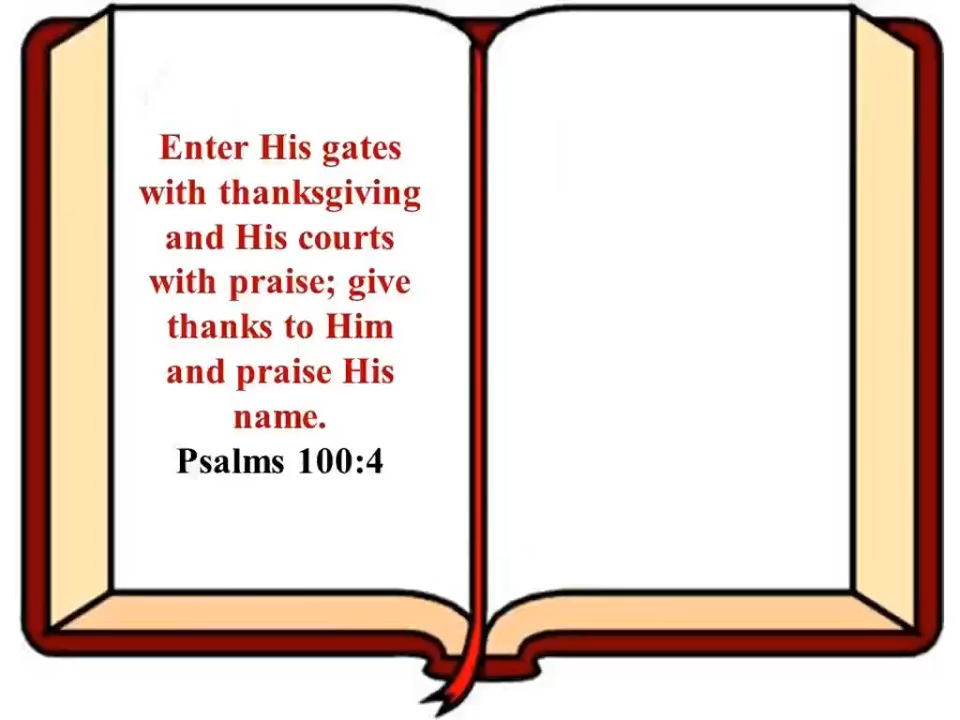 Enter His gates
with thanksgiving
and His courts
with praise; give
thanks to Him
and praise His
name.
Psalms 100:4